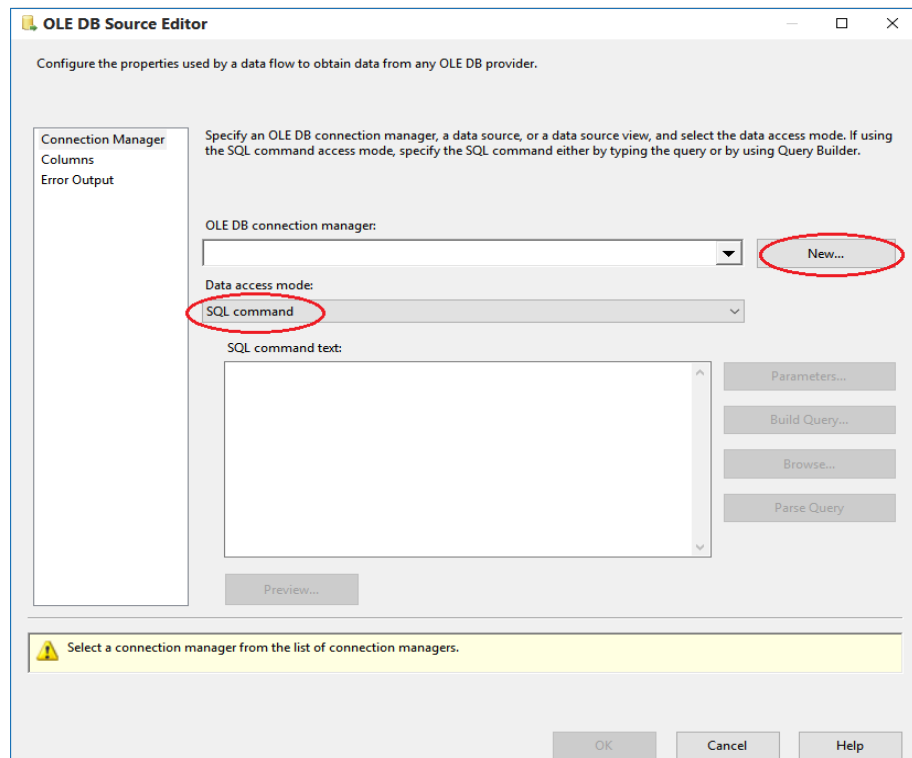 OLE DB Source Editor
Configure the properties used by a data flow to obtain data from any OLE DB provider.
Connection Manager
Columns
Error Output
Specify an OLE DB connection manager, a data source, or a data source view, and select the data access mode. If using
the SQL command access mode, specify the SQL command either by typing the query or by using Query Builder.
OLE DB connection manager:
New...
Data access mode:
SQL command
SQL command text:
Parameters...
Build Query...
Browse...
Parse Query
Preview...
Select a connection manager from the list of connection managers.
OK
Cancel
Help